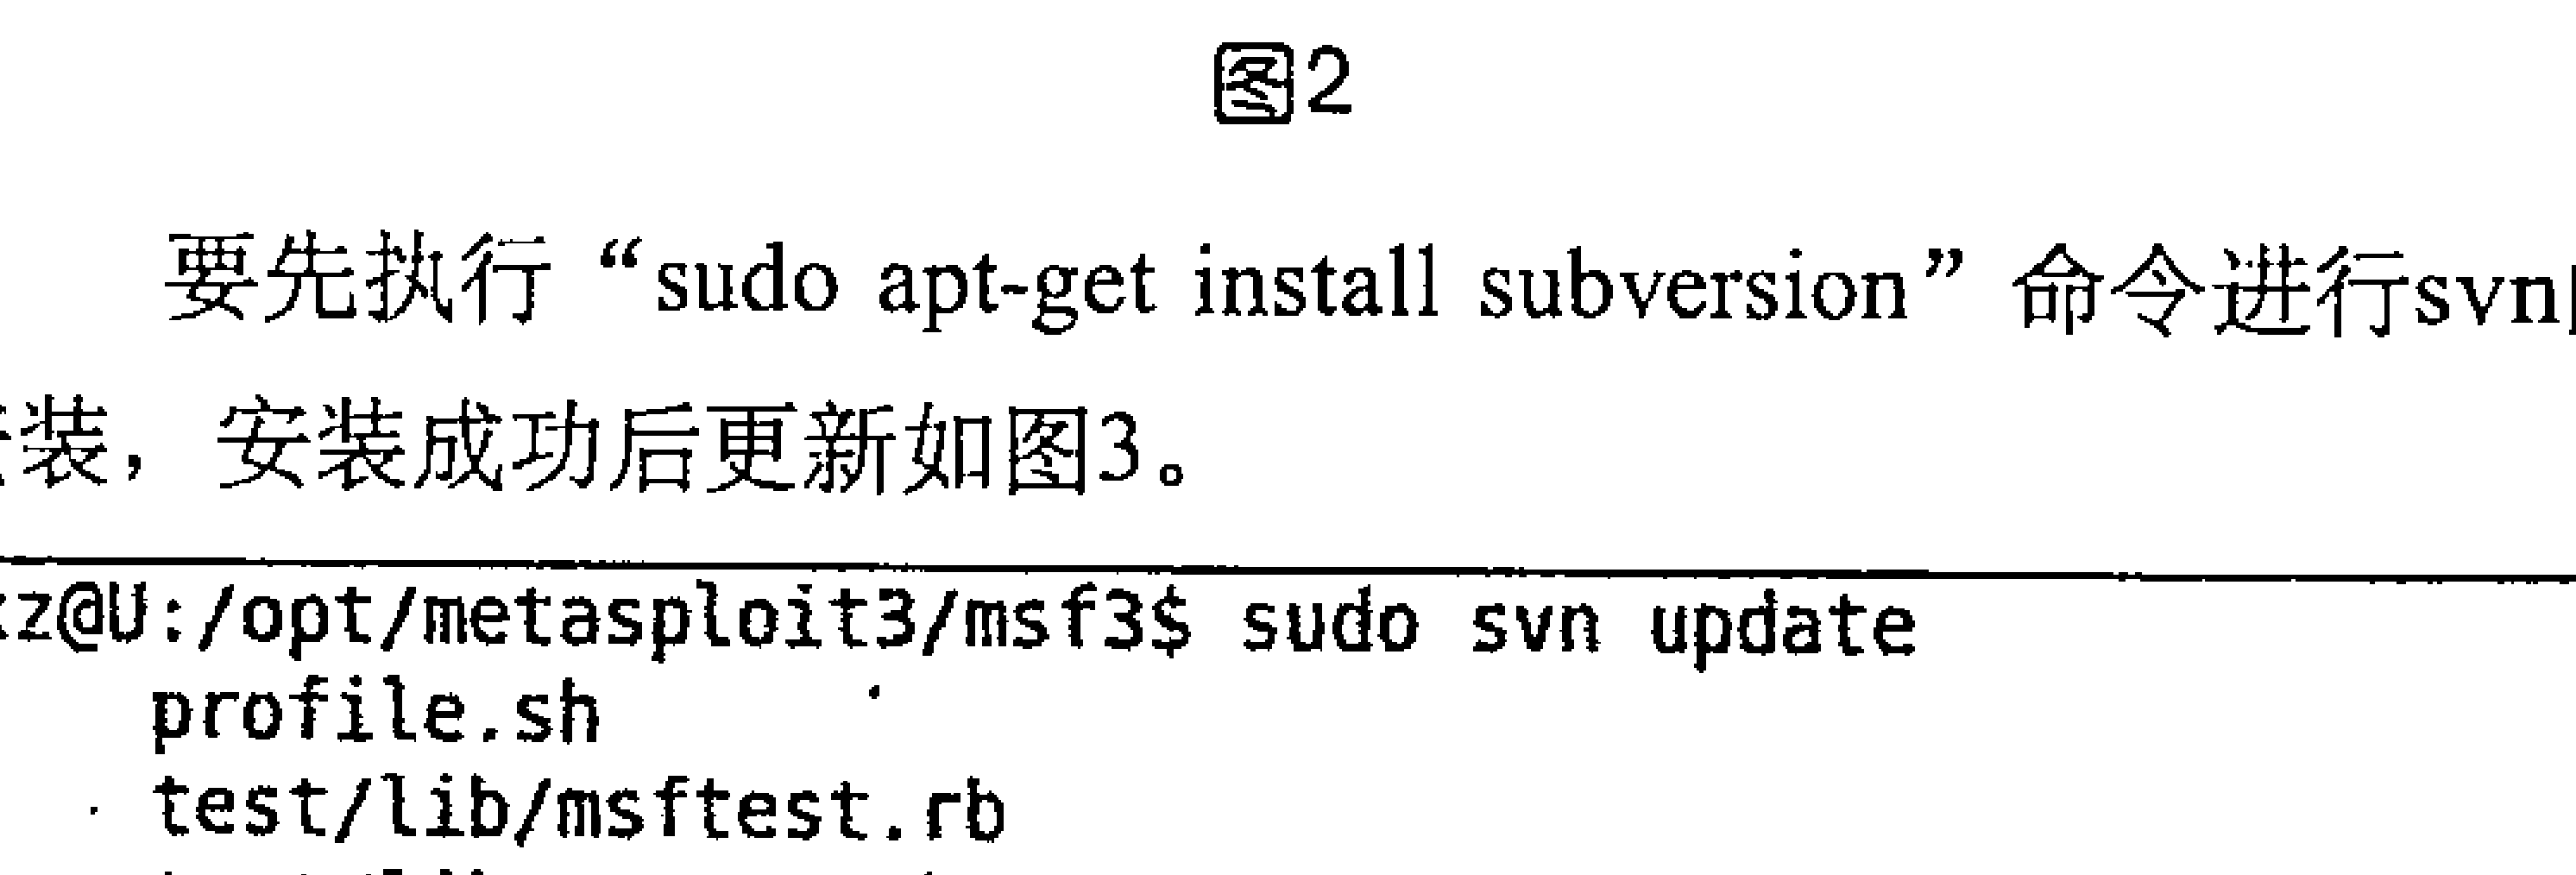 图2
要先执行“sudo apt-get install subversion”命令进行svn
装，安装成功后更新如图3。
z@U:/opt/metasploit3/msf3$ sudo svn update
profile.sh
test/lib/msftest.rb